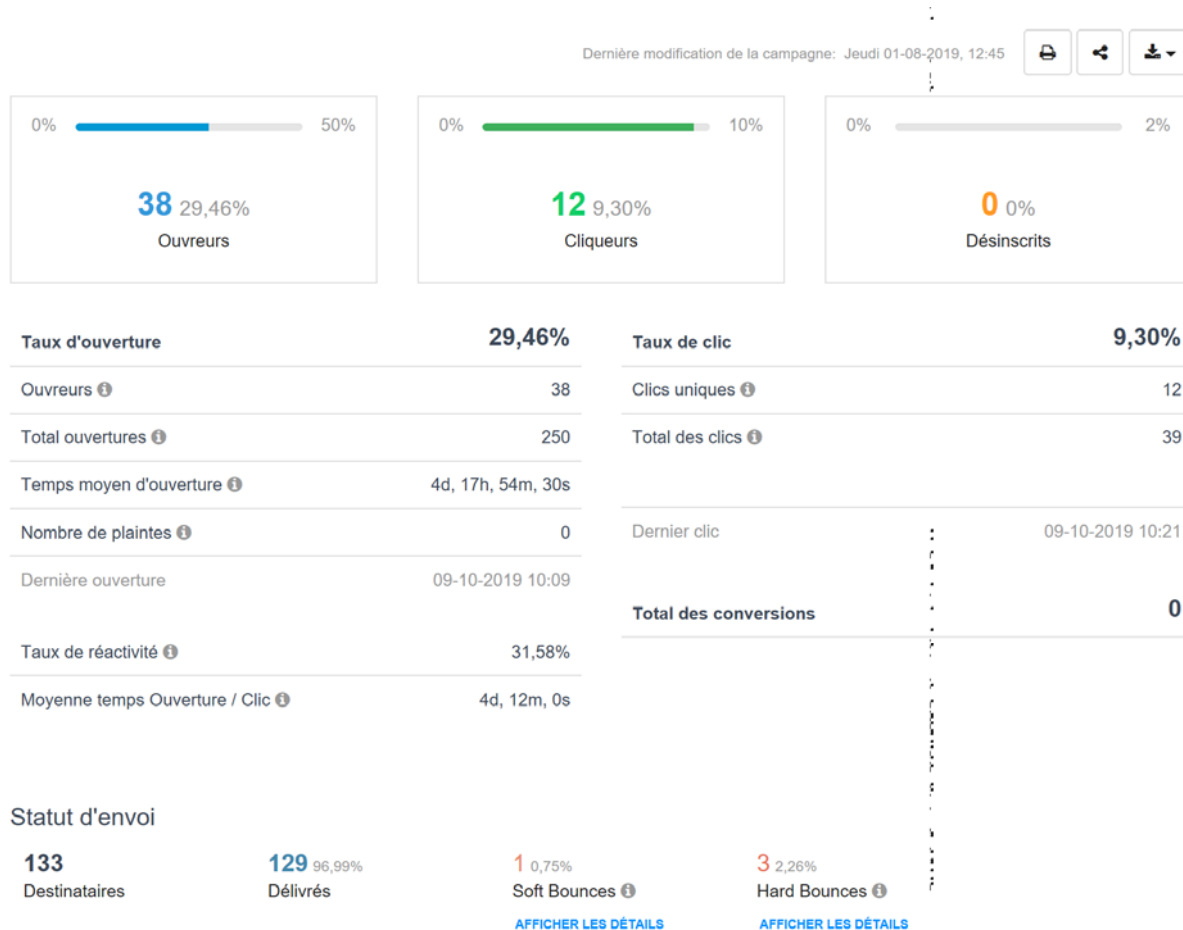 Dernière modification de la campagne: Jeudi 01-08-2019, 12:45
0% 50%
38 29,46%
Ouvreurs
0% 10%
12 9,30%
Cliqueurs
0% 2%
0 0%
Désinscrits
Taux d'ouverture 29,46%
Ouvreurs 38
Total ouvertures 250
Temps moyen d'ouverture 4d, 17h, 54m, 30s
Nombre de plaintes 0
Dernière ouverture 09-10-2019 10:09
Taux de réactivité 31,58%
Moyenne temps Ouverture / Clic 4d, 12m, 0s
Taux de clic 9,30%
Clics uniques 12
Total des clics 39
Dernier clic 09-10-2019 10:21
Total des conversions 0
Statut d'envoi
133
Destinataires
129 96,99%
Délivrés
1 0,75%
Soft Bounces
AFFICHER LES DÉTAILS
3 2,26%
Hard Bounces
AFFICHER LES DÉTAILS